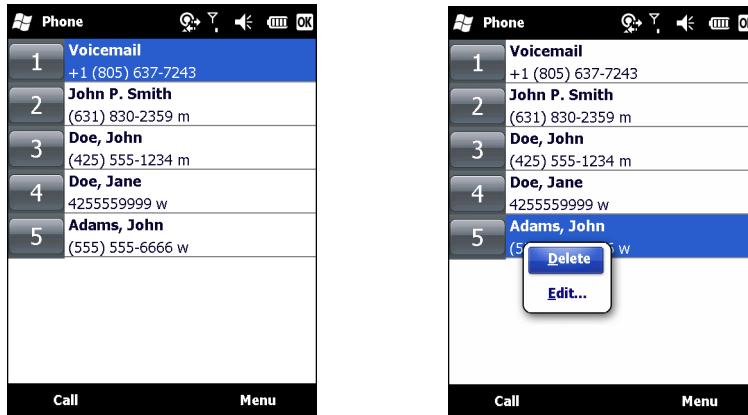 Phone OK
1 Voicemail
+1 (805) 637-7243
2 John P. Smith
(631) 830-2359 m
3 Doe, John
(425) 555-1234 m
4 Doe, Jane
4255559999 w
5 Adams, John
(555) 555-6666 w
Call Menu
Phone
1 Voicemail
+1 (805) 637-7243
2 John P. Smith
(631) 830-2359 m
3 Doe, John
(425) 555-1234 m
4 Doe, Jane
4255559999 w
5 Adams, John
(5 w
Delete
Edit...
Call Menu